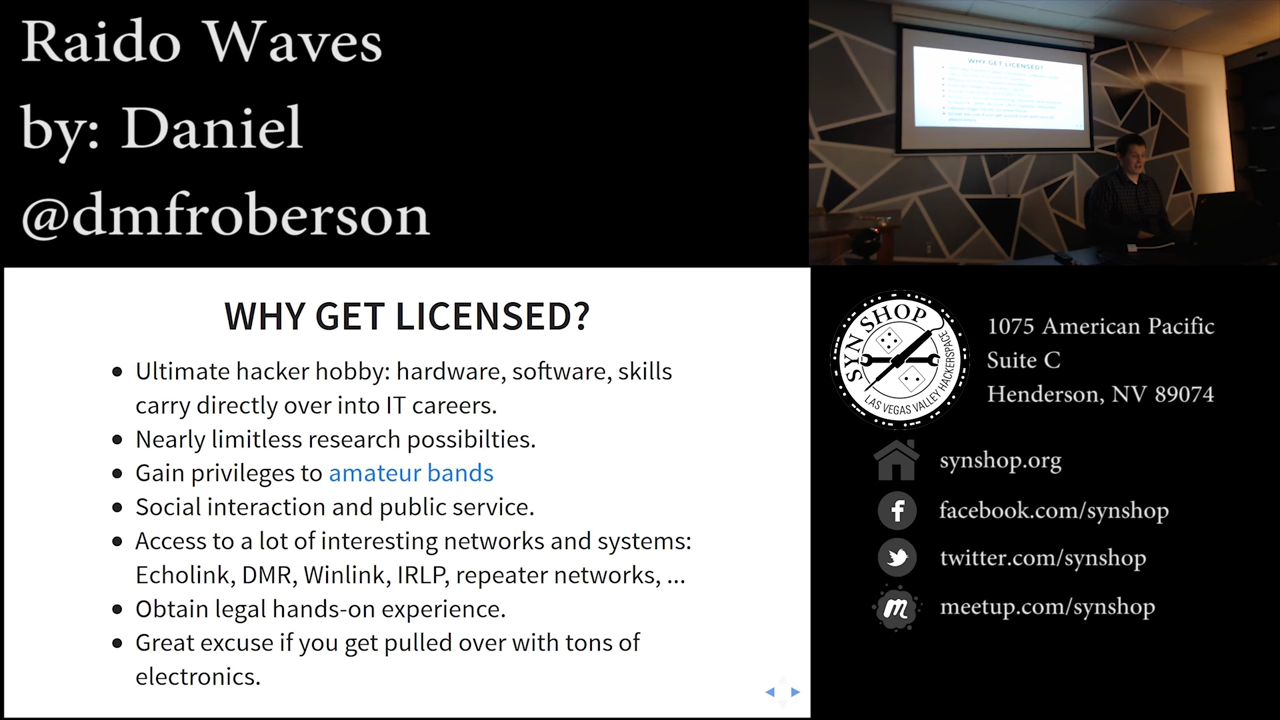 Raido Waves
by: Daniel
@dmfroberson
WHY GET LICENSED?
WHY GET LICENSED?
• Ultimate hacker hobby: hardware, software, skills
carry directly over into IT careers.
• Nearly limitless research possibilties.
• Gain privileges to amateur bands
• Social interaction and public service.
• Access to a lot of interesting networks and systems:
Echolink, DMR, Winlink, IRLP, repeater networks, ...
• Obtain legal hands-on experience.
• Great excuse if you get pulled over with tons of
electronics.
SYN SHOP
LAS VEGAS VALLEY HACKERSPACE
1075 American Pacific
Suite C
Henderson, NV 89074
synshop.org
facebook.com/synshop
twitter.com/synshop
meetup.com/synshop